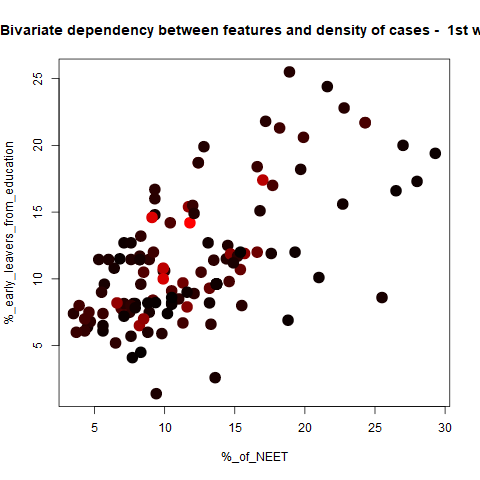 Bivariate dependency between features and density of cases - 1st w
%_early_leavers_from_education
25
20
15
10
5
5 10 15 20 25 30
%_of_NEET